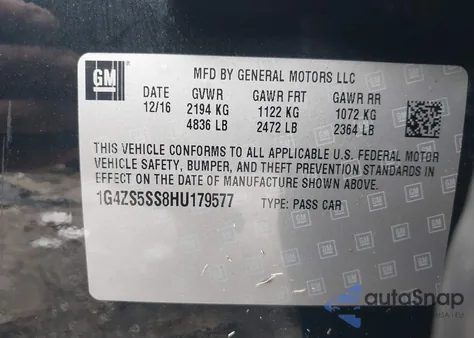 GM
MFD BY GENERAL MOTORS LLC
DATE GVWR GAWR FRT GAWR RR
12/16 2194 KG 1122 KG 1072 KG
4836 LB 2472 LB 2364 LB
THIS VEHICLE CONFORMS TO ALL APPLICABLE U.S. FEDERAL MOTOR
VEHICLE SAFETY, BUMPER, AND THEFT PREVENTION STANDARDS IN
EFFECT ON THE DATE OF MANUFACTURE SHOWN ABOVE.
1G4ZS5SS8HU179577 TYPE: PASS CAR
autaSnap